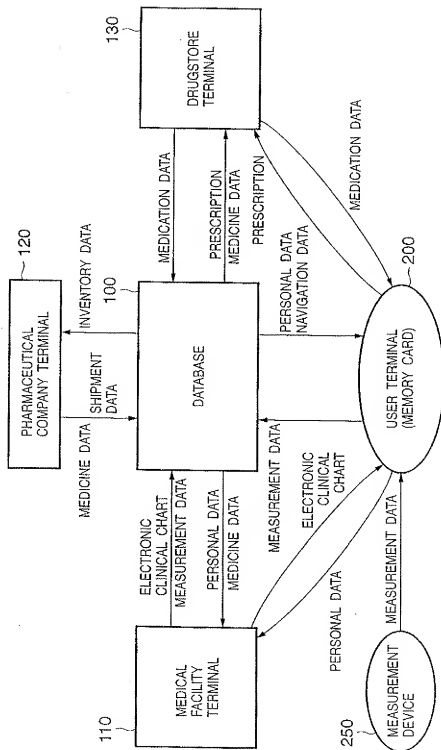 120
PHARMACEUTICAL
COMPANY TERMINAL
MEDICINE DATA
SHIPMENT
DATA
INVENTORY DATA
110
MEDICAL
FACILITY
TERMINAL
ELECTRONIC
CLINICAL CHART
MEASUREMENT DATA
PERSONAL DATA
MEDICINE DATA
100
DATABASE
MEDICATION DATA
PRESCRIPTION
MEDICINE DATA
130
DRUGSTORE
TERMINAL
PRESCRIPTION
MEDICATION DATA
PERSONAL DATA
NAVIGATION DATA
MEASUREMENT DATA
ELECTRONIC
CLINICAL CHART
PERSONAL DATA
200
USER TERMINAL
(MEMORY CARD)
MEASUREMENT DATA
250
MEASUREMENT
DEVICE